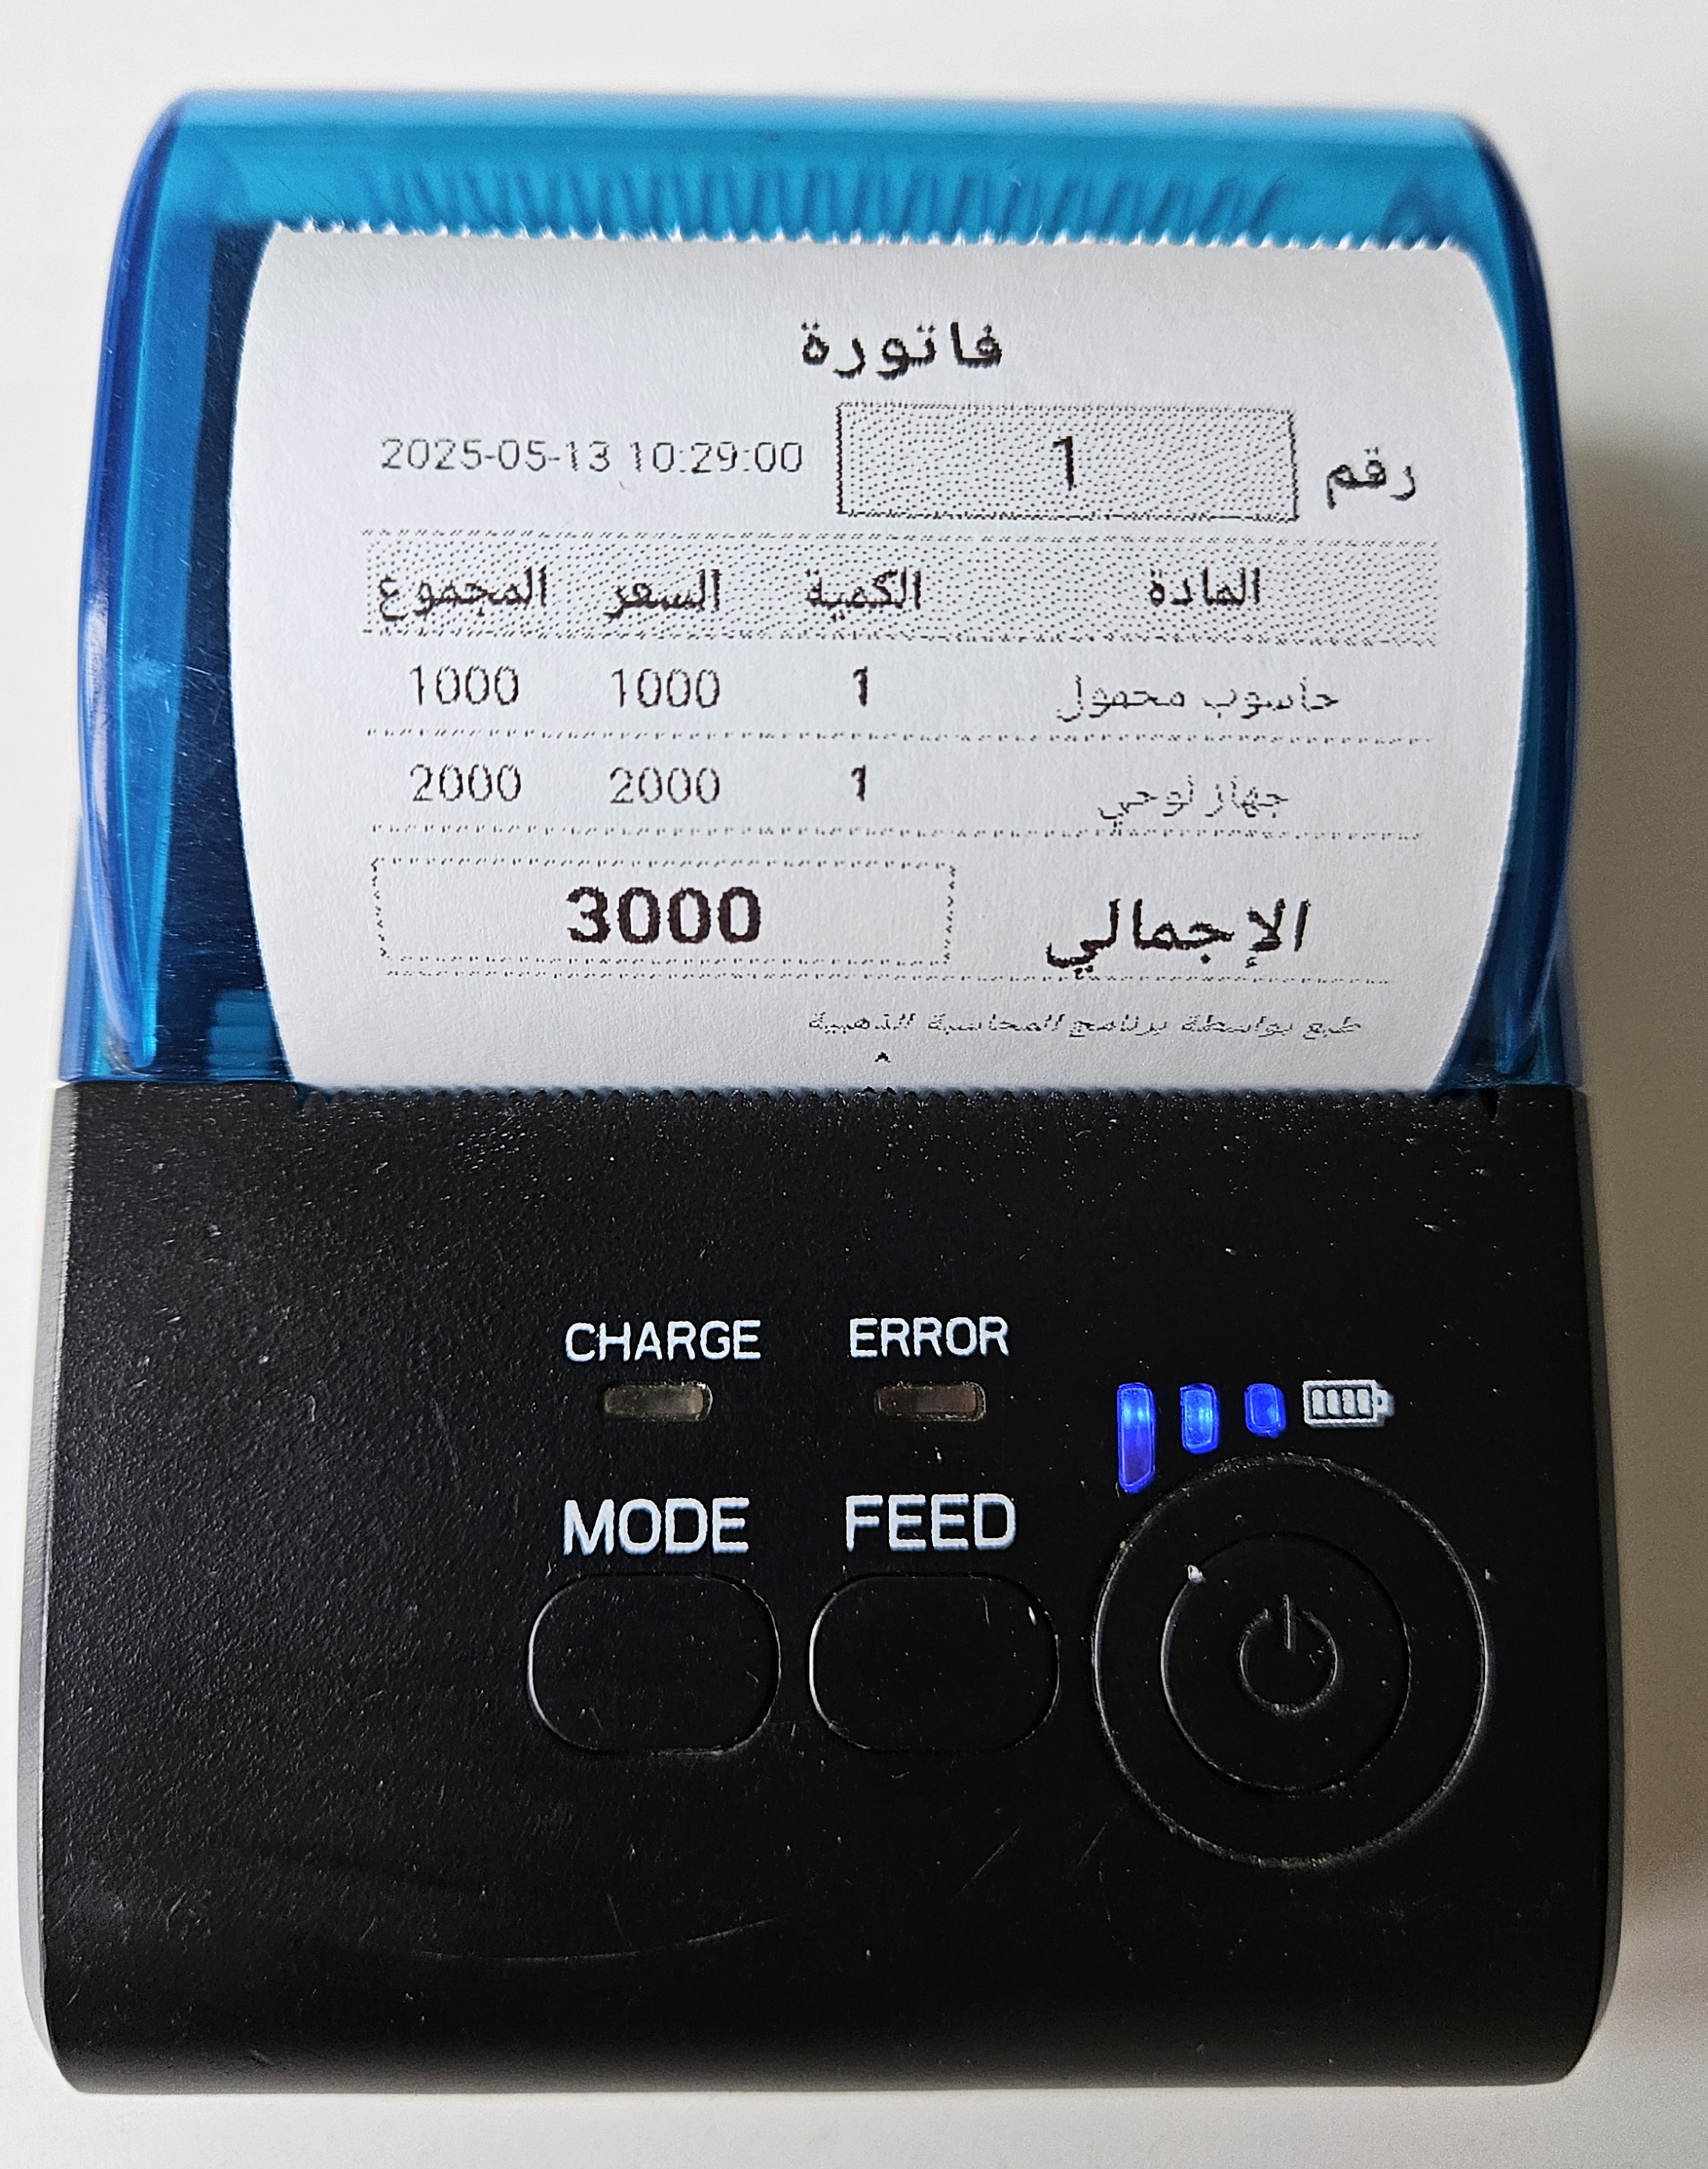 فاتورة
رقم 1 2025-05-13 10:29:00
المادة الكمية السعر المجموع
حاسوب محمول 1 1000 1000
جهاز لوحي 1 2000 2000
الإجمالي 3000
طبع بواسطة برنامج المحاسبة الذهبية
CHARGE ERROR
MODE FEED